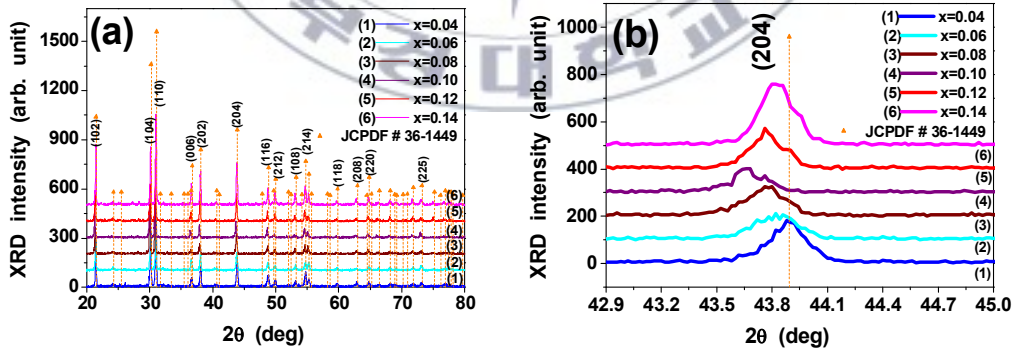 (a)
XRD intensity (arb. unit)
1500
1200
900
600
300
0
(1) x=0.04
(2) x=0.06
(3) x=0.08
(4) x=0.10
(5) x=0.12
(6) x=0.14
JCPDF # 36-1449
(102)
(104)
(110)
(006)
(202)
(204)
(116)
(212)
(108)
(214)
(118)
(208)
(220)
(225)
(6)
(5)
(4)
(3)
(2)
(1)
20 30 40 50 60 70 80
2θ (deg)
(b)
XRD intensity (arb. unit)
1000
800
600
400
200
0
(204)
(1) x=0.04
(2) x=0.06
(3) x=0.08
(4) x=0.10
(5) x=0.12
(6) x=0.14
JCPDF # 36-1449
(6)
(5)
(4)
(3)
(2)
(1)
42.9 43.2 43.5 43.8 44.1 44.4 44.7 45.0
2θ (deg)